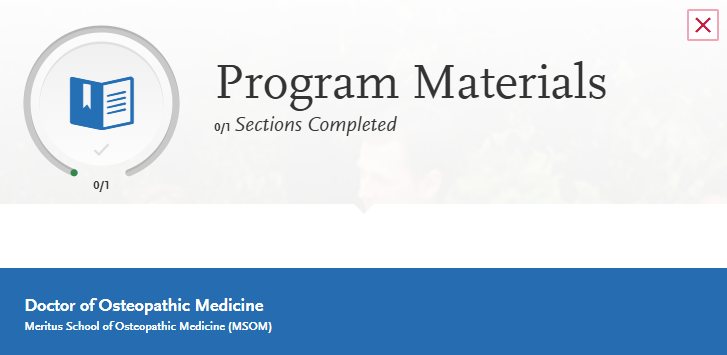 Program Materials
0/1 Sections Completed
0/1
Doctor of Osteopathic Medicine
Meritus School of Osteopathic Medicine (MSOM)